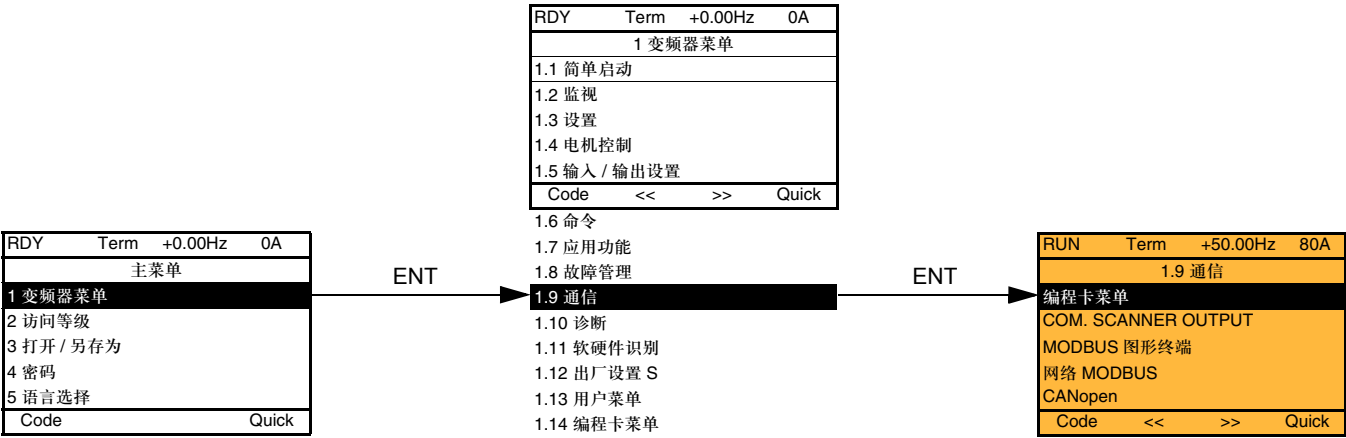 RDY Term +0.00Hz 0A
1 变频器菜单
1.1 简单启动
1.2 监视
1.3 设置
1.4 电机控制
1.5 输入 / 输出设置
Code << >> Quick
1.6 命令
1.7 应用功能
1.8 故障管理
1.9 通信
1.10 诊断
1.11 软硬件识别
1.12 出厂设置 S
1.13 用户菜单
1.14 编程卡菜单
RDY Term +0.00Hz 0A
主菜单
1 变频器菜单
2 访问等级
3 打开 / 另存为
4 密码
5 语言选择
Code Quick
ENT
ENT
RUN Term +50.00Hz 80A
1.9 通信
编程卡菜单
COM. SCANNER OUTPUT
MODBUS 图形终端
网络 MODBUS
CANopen
Code << >> Quick